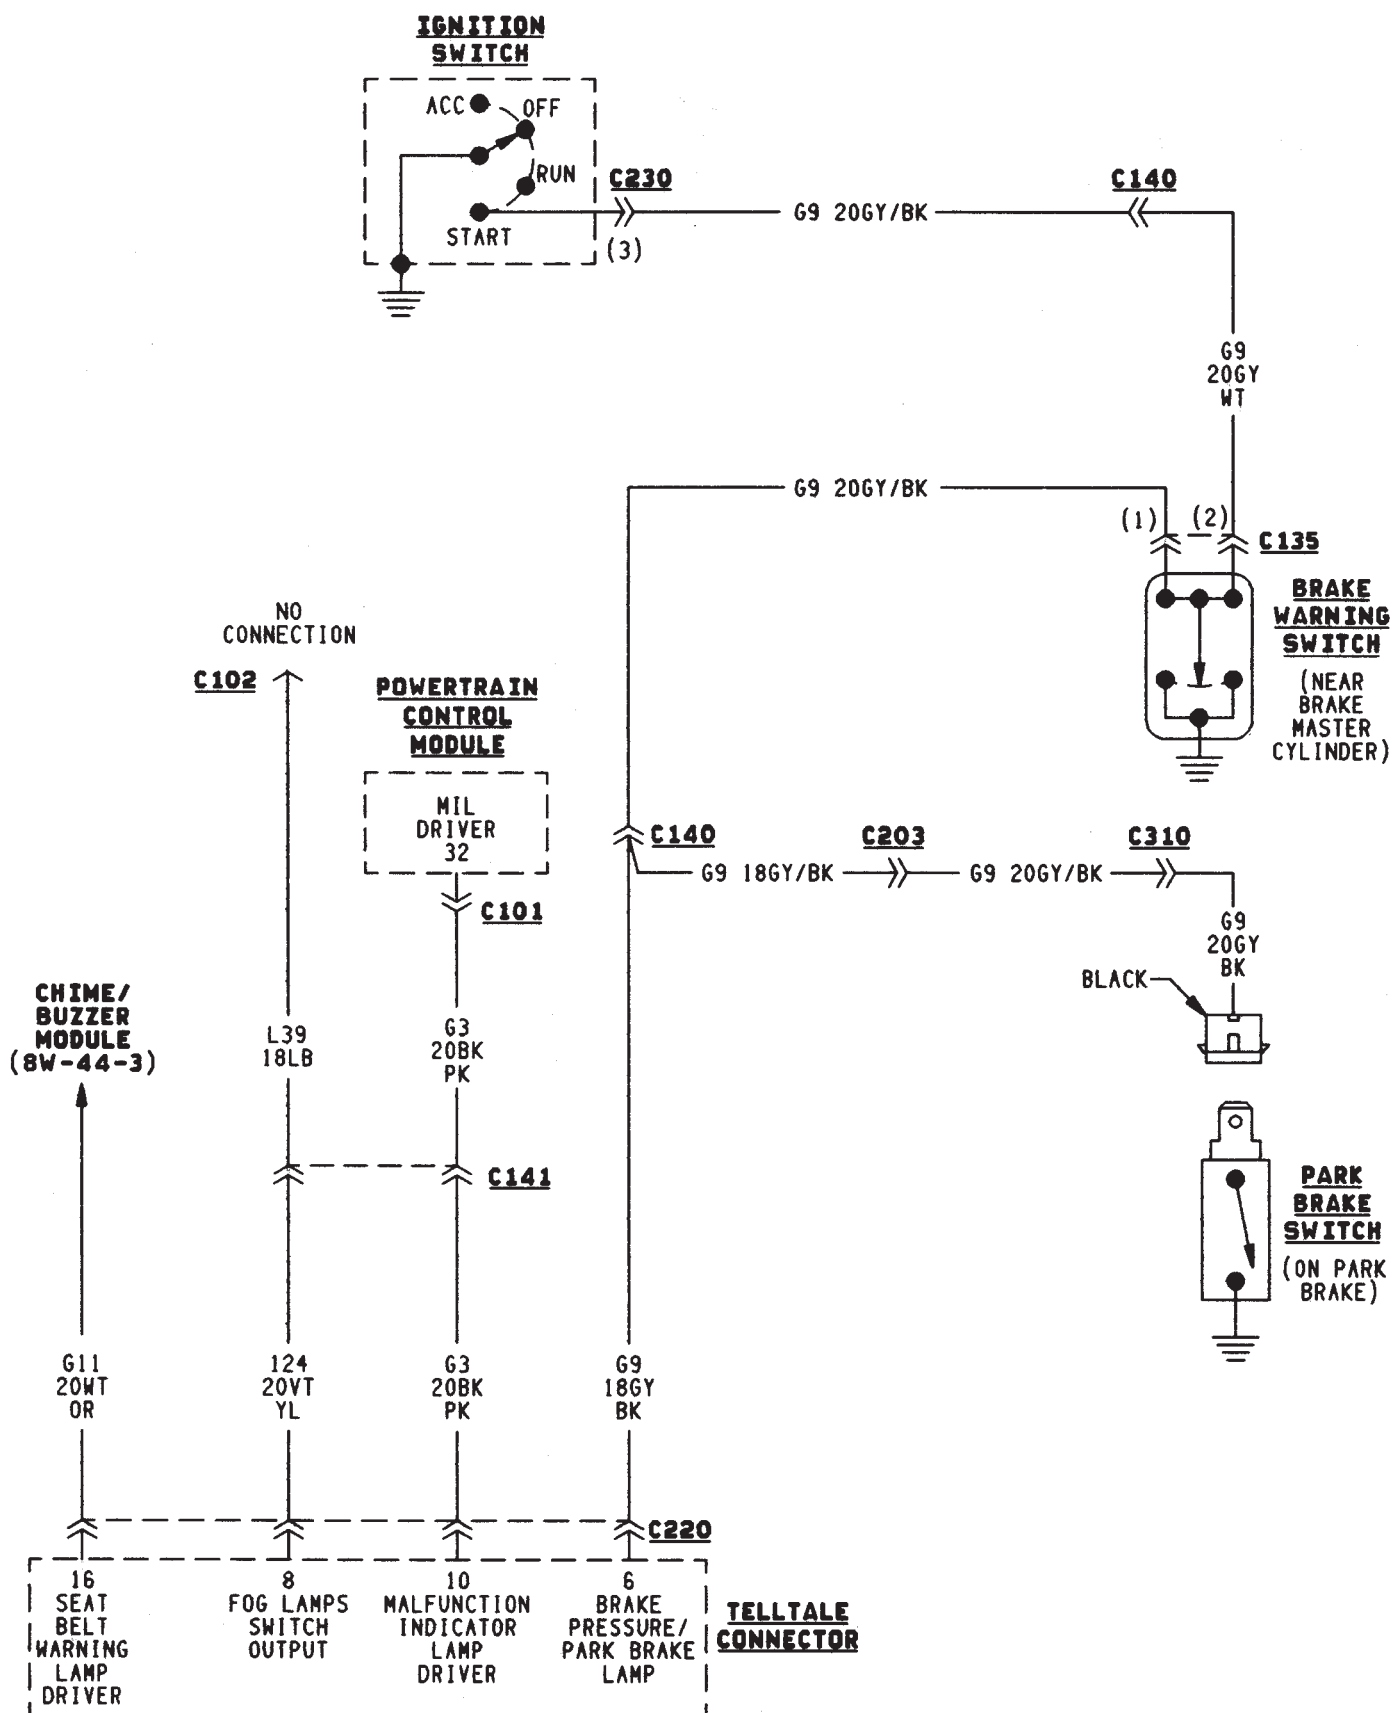 IGNITION
SWITCH
ACC
OFF
RUN
START
C230
(3)
G9 20GY/BK
C140
G9
20GY
WT
G9 20GY/BK
(1)
(2)
C135
BRAKE
WARNING
SWITCH
(NEAR
BRAKE
MASTER
CYLINDER)
NO
CONNECTION
C102
POWERTRAIN
CONTROL
MODULE
MIL
DRIVER
32
C101
C140
G9 18GY/BK
C203
G9 20GY/BK
C310
G9
20GY
BK
BLACK
CHIME/
BUZZER
MODULE
(8W-44-3)
L39
18LB
G3
20BK
PK
C141
PARK
BRAKE
SWITCH
(ON PARK
BRAKE)
G11
20WT
OR
124
20VT
YL
G3
20BK
PK
G9
18GY
BK
C220
16
SEAT
BELT
WARNING
LAMP
DRIVER
8
FOG LAMPS
SWITCH
OUTPUT
10
MALFUNCTION
INDICATOR
LAMP
DRIVER
6
BRAKE
PRESSURE/
PARK BRAKE
LAMP
TELLTALE
CONNECTOR